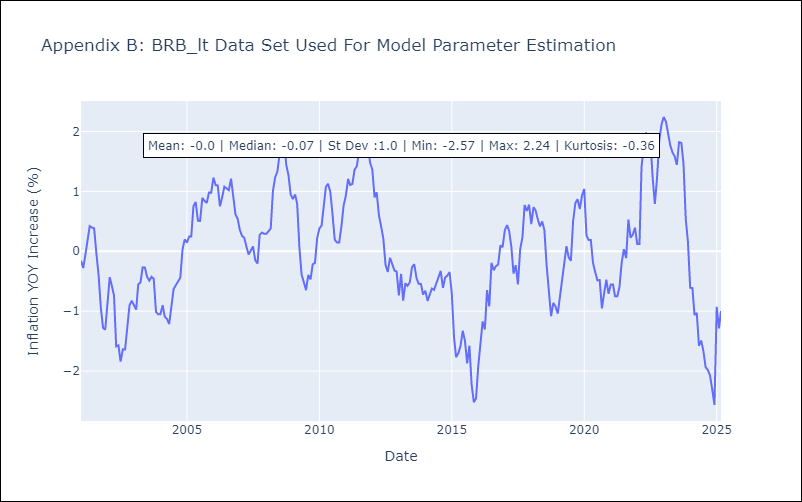 Appendix B: BRB_lt Data Set Used For Model Parameter Estimation
Mean: -0.0 | Median: -0.07 | St Dev :1.0 | Min: -2.57 | Max: 2.24 | Kurtosis: -0.36
Inflation YOY Increase (%)
2
1
0
−1
−2
2005
2010
2015
2020
2025
Date